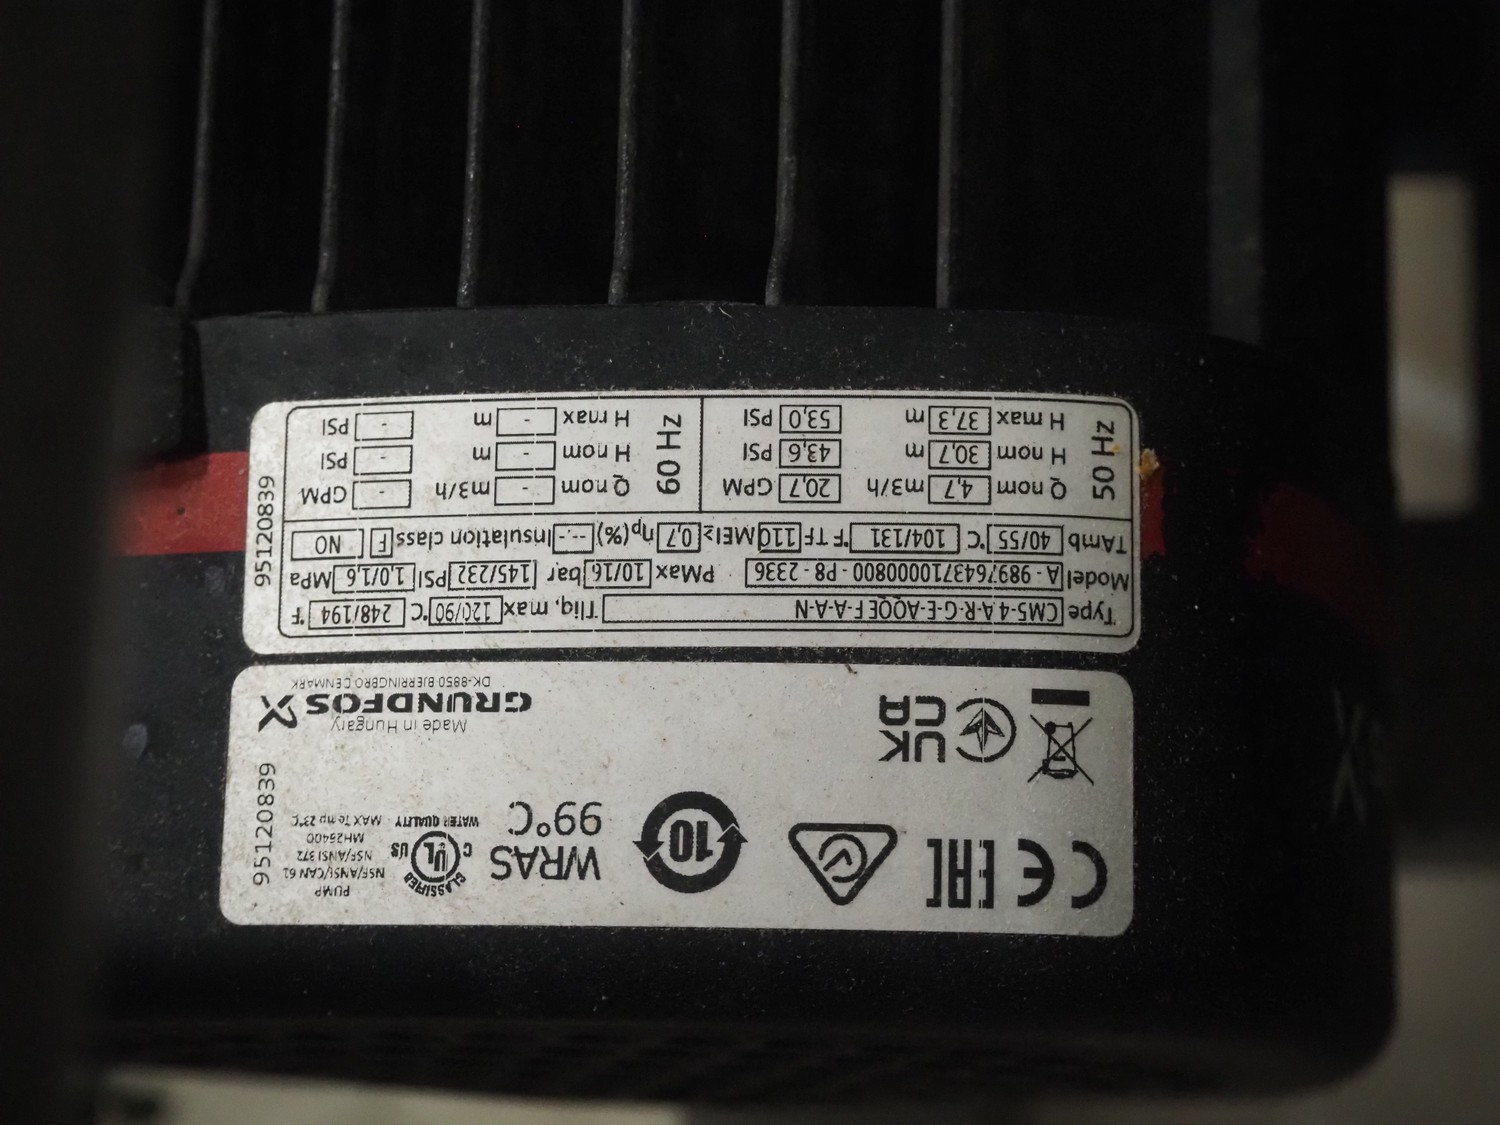 CE EAC 10 WRAS 99°C
CLASSIFIED C UL US
WATER QUALITY
PUMP
NSF/ANSI/CAN 61
NSF/ANSI 372
MH25400
MAX Temp 23°C
95120839
UK CA
Made in Hungary
GRUNDFOS X
DK-8850 BJERRINGBRO DENMARK
Type CM5-4 A-R-G-E-AQQE F-A-A-N Tliq. max 120/90 °C 248/194 °F
Model A - 9897643710000800 - P8 - 2336 PMax 10/16 bar 145/232 PSI 1,0/1,6 MPa
TAmb 40/55 °C 104/131 °F TF 110 MEI≥ 0,7 ηp(%) --.- Insulation class F NO
50 Hz
Q nom 4,7 m3/h 20,7 GPM
H nom 30,7 m 43,6 PSI
H max 37,3 m 53,0 PSI
60 Hz
Q nom - m3/h - GPM
H nom - m - PSI
H max - m - PSI
95120839